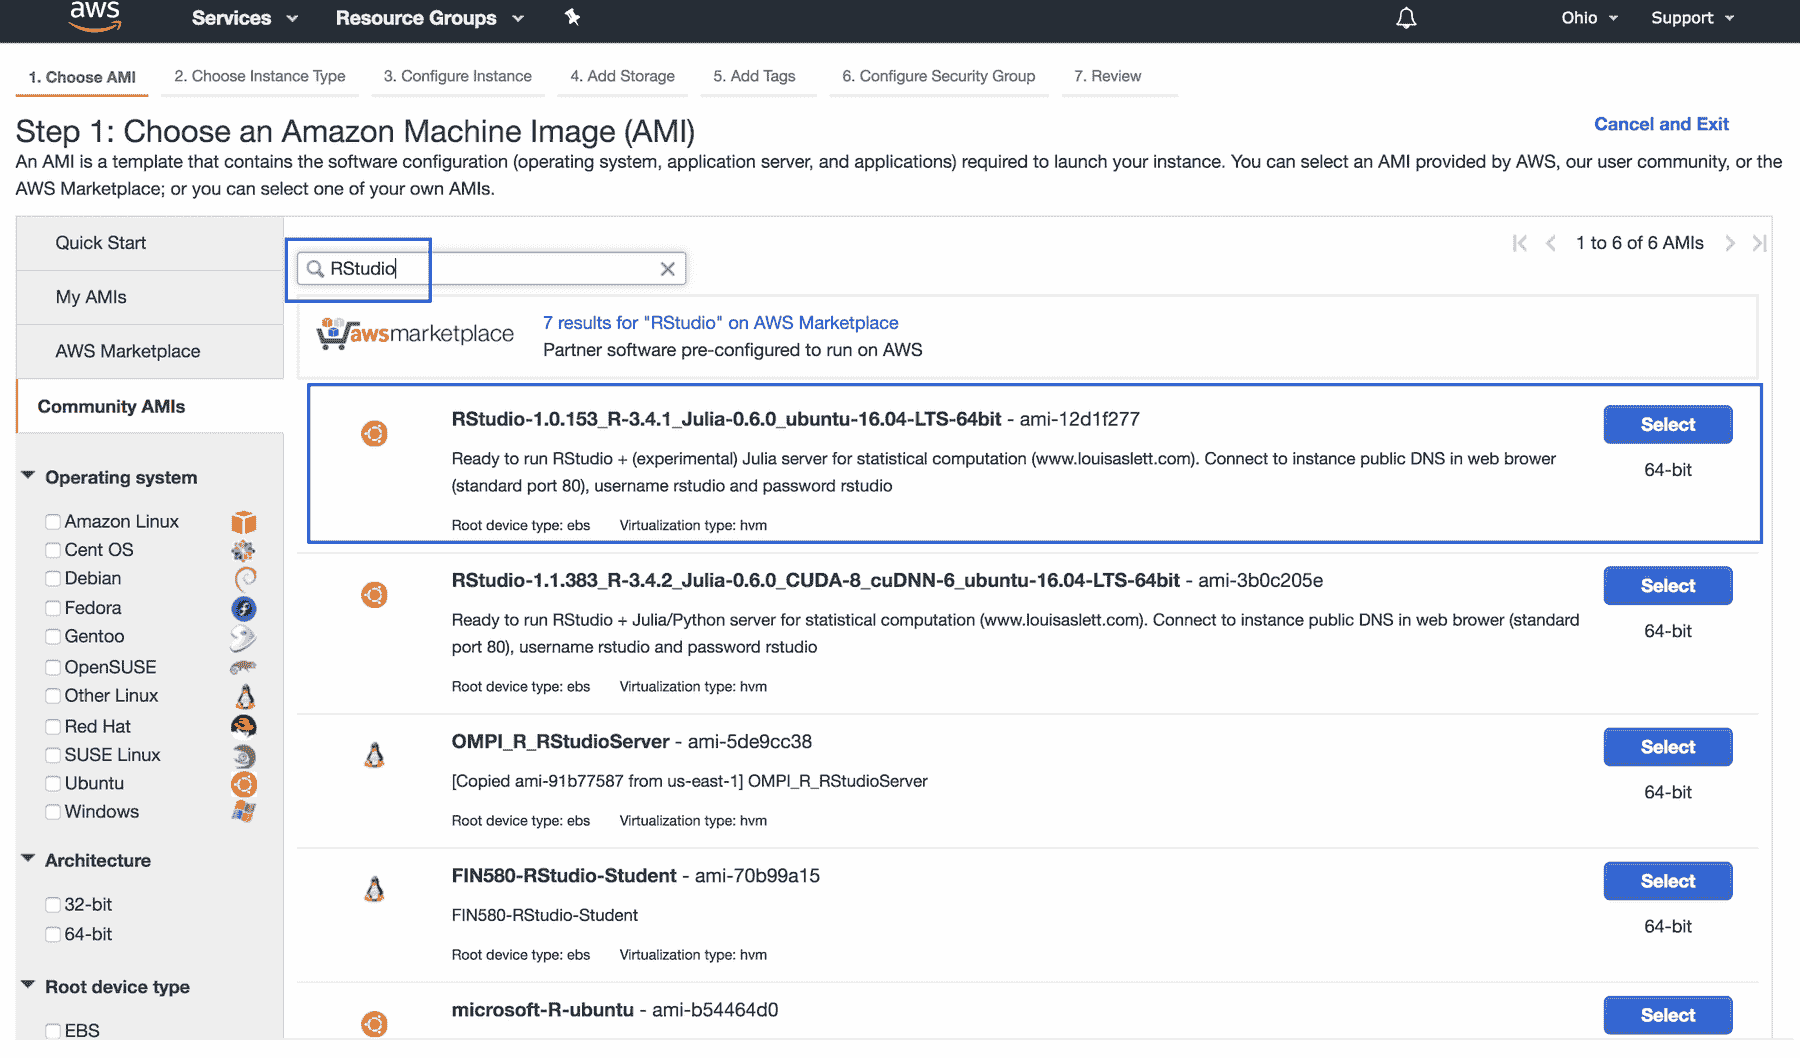 aws
Services
Resource Groups
Ohio
Support
1. Choose AMI
2. Choose Instance Type
3. Configure Instance
4. Add Storage
5. Add Tags
6. Configure Security Group
7. Review
Step 1: Choose an Amazon Machine Image (AMI)
Cancel and Exit
An AMI is a template that contains the software configuration (operating system, application server, and applications) required to launch your instance. You can select an AMI provided by AWS, our user community, or the
AWS Marketplace; or you can select one of your own AMIs.
Quick Start
My AMIs
AWS Marketplace
Community AMIs
Operating system
Amazon Linux
Cent OS
Debian
Fedora
Gentoo
OpenSUSE
Other Linux
Red Hat
SUSE Linux
Ubuntu
Windows
Architecture
32-bit
64-bit
Root device type
EBS
RStudio
1 to 6 of 6 AMIs
awsmarketplace
7 results for "RStudio" on AWS Marketplace
Partner software pre-configured to run on AWS
RStudio-1.0.153_R-3.4.1_Julia-0.6.0_ubuntu-16.04-LTS-64bit - ami-12d1f277
Ready to run RStudio + (experimental) Julia server for statistical computation (www.louisaslett.com). Connect to instance public DNS in web brower
(standard port 80), username rstudio and password rstudio
Root device type: ebs Virtualization type: hvm
Select
64-bit
RStudio-1.1.383_R-3.4.2_Julia-0.6.0_CUDA-8_cuDNN-6_ubuntu-16.04-LTS-64bit - ami-3b0c205e
Ready to run RStudio + Julia/Python server for statistical computation (www.louisaslett.com). Connect to instance public DNS in web brower (standard
port 80), username rstudio and password rstudio
Root device type: ebs Virtualization type: hvm
Select
64-bit
OMPI_R_RStudioServer - ami-5de9cc38
[Copied ami-91b77587 from us-east-1] OMPI_R_RStudioServer
Root device type: ebs Virtualization type: hvm
Select
64-bit
FIN580-RStudio-Student - ami-70b99a15
FIN580-RStudio-Student
Root device type: ebs Virtualization type: hvm
Select
64-bit
microsoft-R-ubuntu - ami-b54464d0
Select